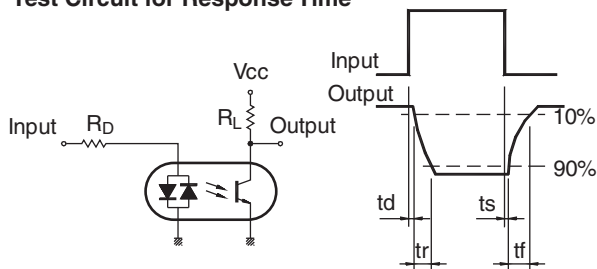 Test Circuit for Response Time
Input
RD
Vcc
RL
Output
Input
Output
10%
90%
td
ts
tr
tf